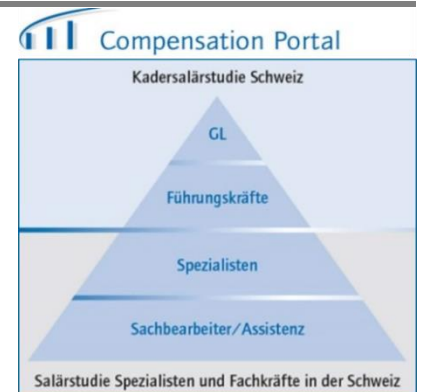 Compensation Portal
Kadersalärstudie Schweiz
GL
Führungskräfte
Spezialisten
Sachbearbeiter/Assistenz
Salärstudie Spezialisten und Fachkräfte in der Schweiz